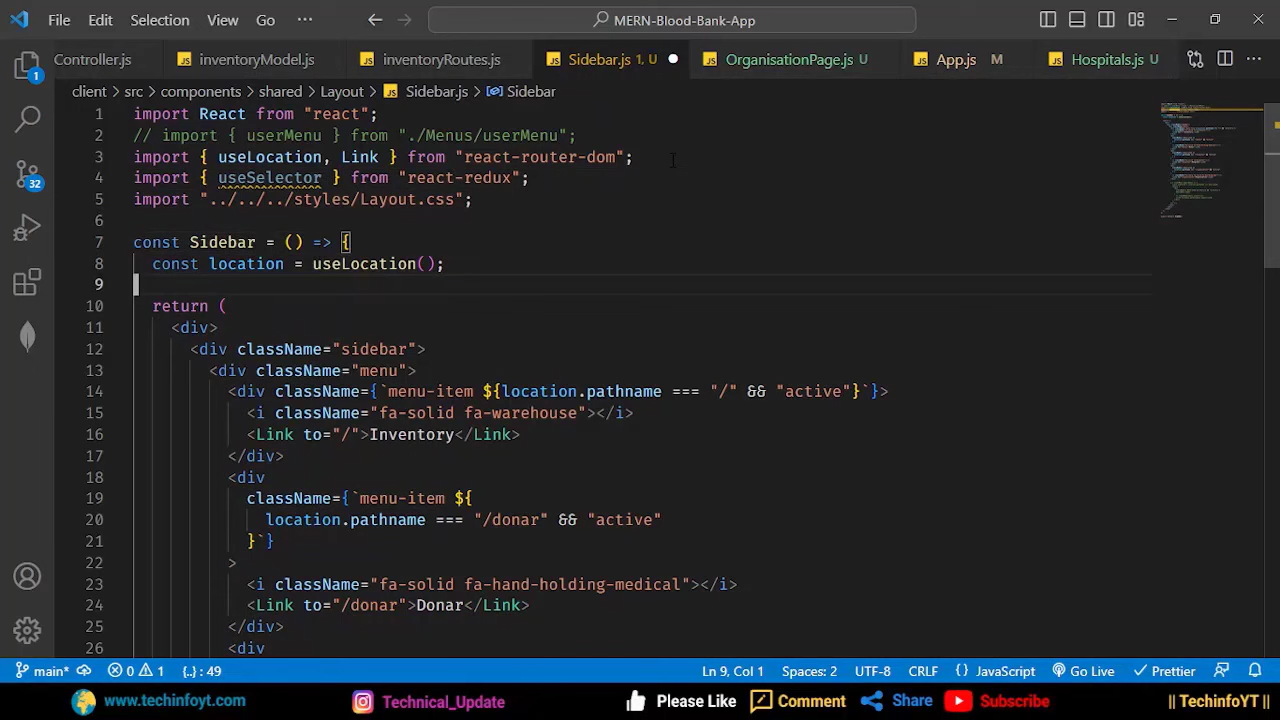 File Edit Selection View Go ··· MERN-Blood-Bank-App
Controller.js inventoryModel.js inventoryRoutes.js Sidebar.js 1, U OrganisationPage.js U App.js M Hospitals.js U
client > src > components > shared > Layout > Sidebar.js > Sidebar
1 import React from "react";
2 // import { userMenu } from "./Menus/userMenu";
3 import { useLocation, Link } from "react-router-dom";
4 import { useSelector } from "react-redux";
5 import "../../../styles/Layout.css";
6
7 const Sidebar = () => {
8 const location = useLocation();
9
10 return (
11 <div>
12 <div className="sidebar">
13 <div className="menu">
14 <div className={`menu-item ${location.pathname === "/" && "active"}`}>
15 <i className="fa-solid fa-warehouse"></i>
16 <Link to="/">Inventory</Link>
17 </div>
18 <div
19 className={`menu-item ${
20 location.pathname === "/donar" && "active"
21 }`}
22 >
23 <i className="fa-solid fa-hand-holding-medical"></i>
24 <Link to="/donar">Donar</Link>
25 </div>
26 <div
1
32
main* 0 1 {..} : 49 Ln 9, Col 1 Spaces: 2 UTF-8 CRLF {} JavaScript Go Live Prettier
www.techinfoyt.com Technical_Update Please Like Comment Share Subscribe || TechinfoYT ||